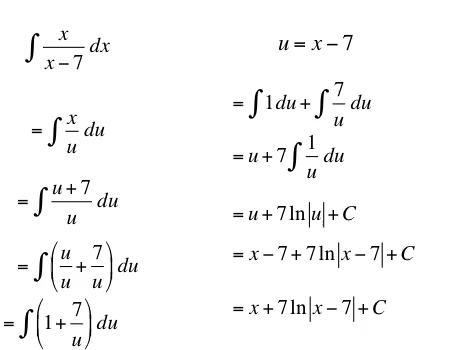 ∫ x/(x − 7) dx
= ∫ x/u du
= ∫ (u + 7)/u du
= ∫ (u/u + 7/u) du
= ∫ (1 + 7/u) du
u = x − 7
= ∫ 1 du + ∫ 7/u du
= u + 7 ∫ 1/u du
= u + 7 ln|u| + C
= x − 7 + 7 ln|x − 7| + C
= x + 7 ln|x − 7| + C